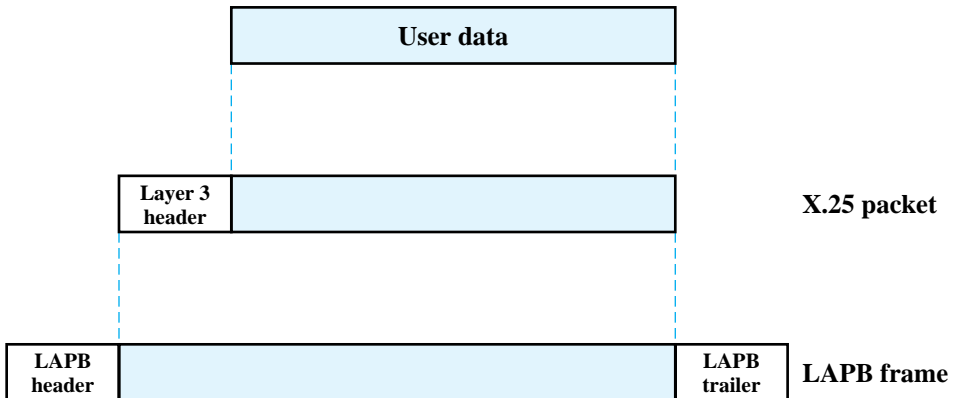 User data
Layer 3
header
X.25 packet
LAPB
header
LAPB
trailer
LAPB frame